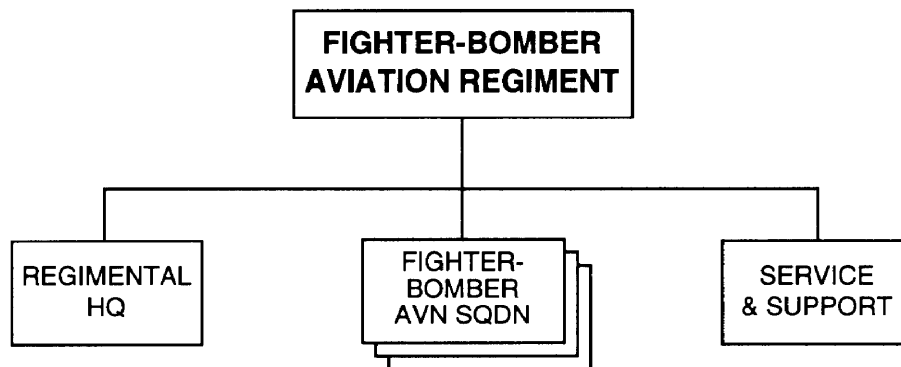 FIGHTER-BOMBER
AVIATION REGIMENT
REGIMENTAL
HQ
FIGHTER-
BOMBER
AVN SQDN
SERVICE
& SUPPORT